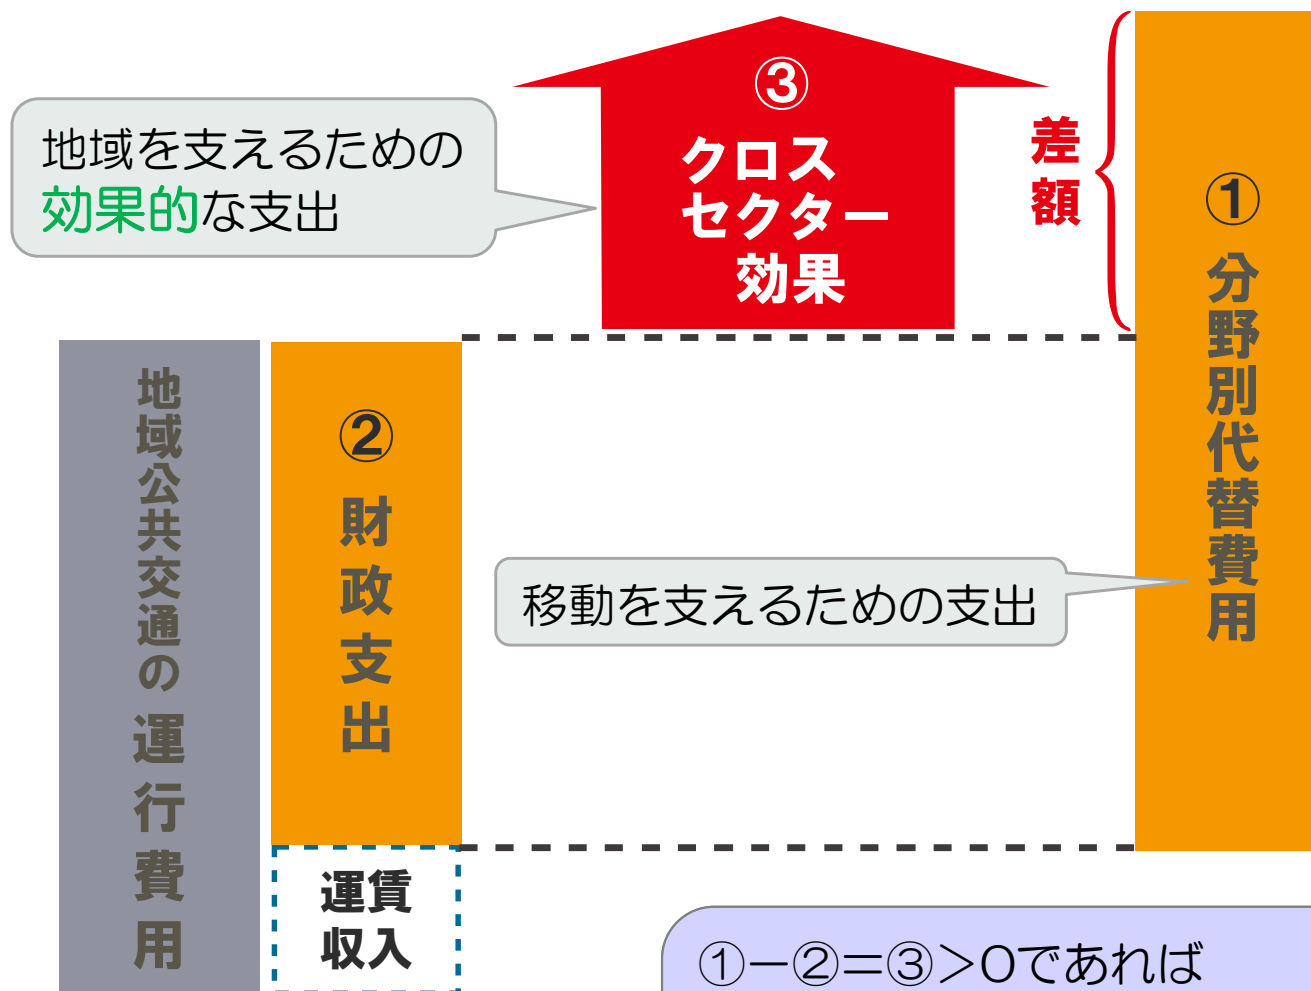 ③
クロス
セクター
効果
地域を支えるための
効果的な支出
差額
① 分野別代替費用
地域公共交通の運行費用
② 財政支出
移動を支えるための支出
運賃
収入
①－②＝③＞0であれば